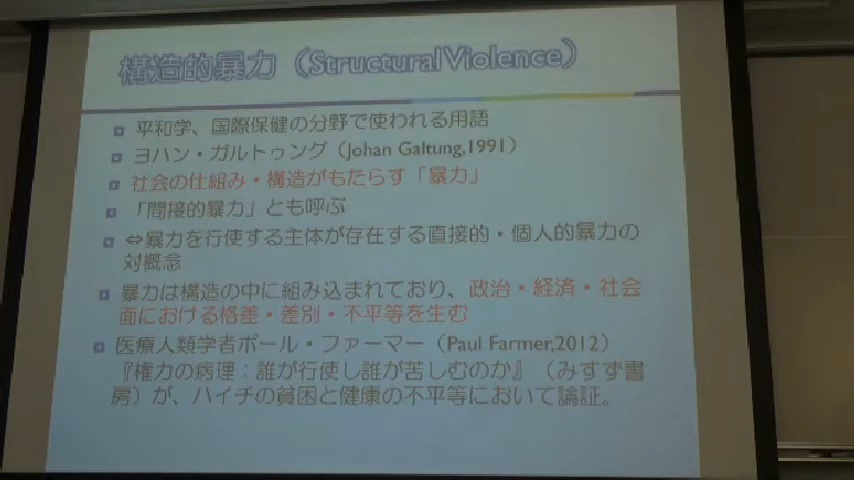 構造的暴力（Structural Violence）
平和学、国際保健の分野で使われる用語
ヨハン・ガルトゥング（Johan Galtung,1991）
社会の仕組み・構造がもたらす「暴力」
「間接的暴力」とも呼ぶ
⇔暴力を行使する主体が存在する直接的・個人的暴力の
対概念
暴力は構造の中に組み込まれており、政治・経済・社会
面における格差・差別・不平等を生む
医療人類学者ポール・ファーマー（Paul Farmer,2012）
『権力の病理：誰が行使し誰が苦しむのか』（みすず書
房）が、ハイチの貧困と健康の不平等において論証。